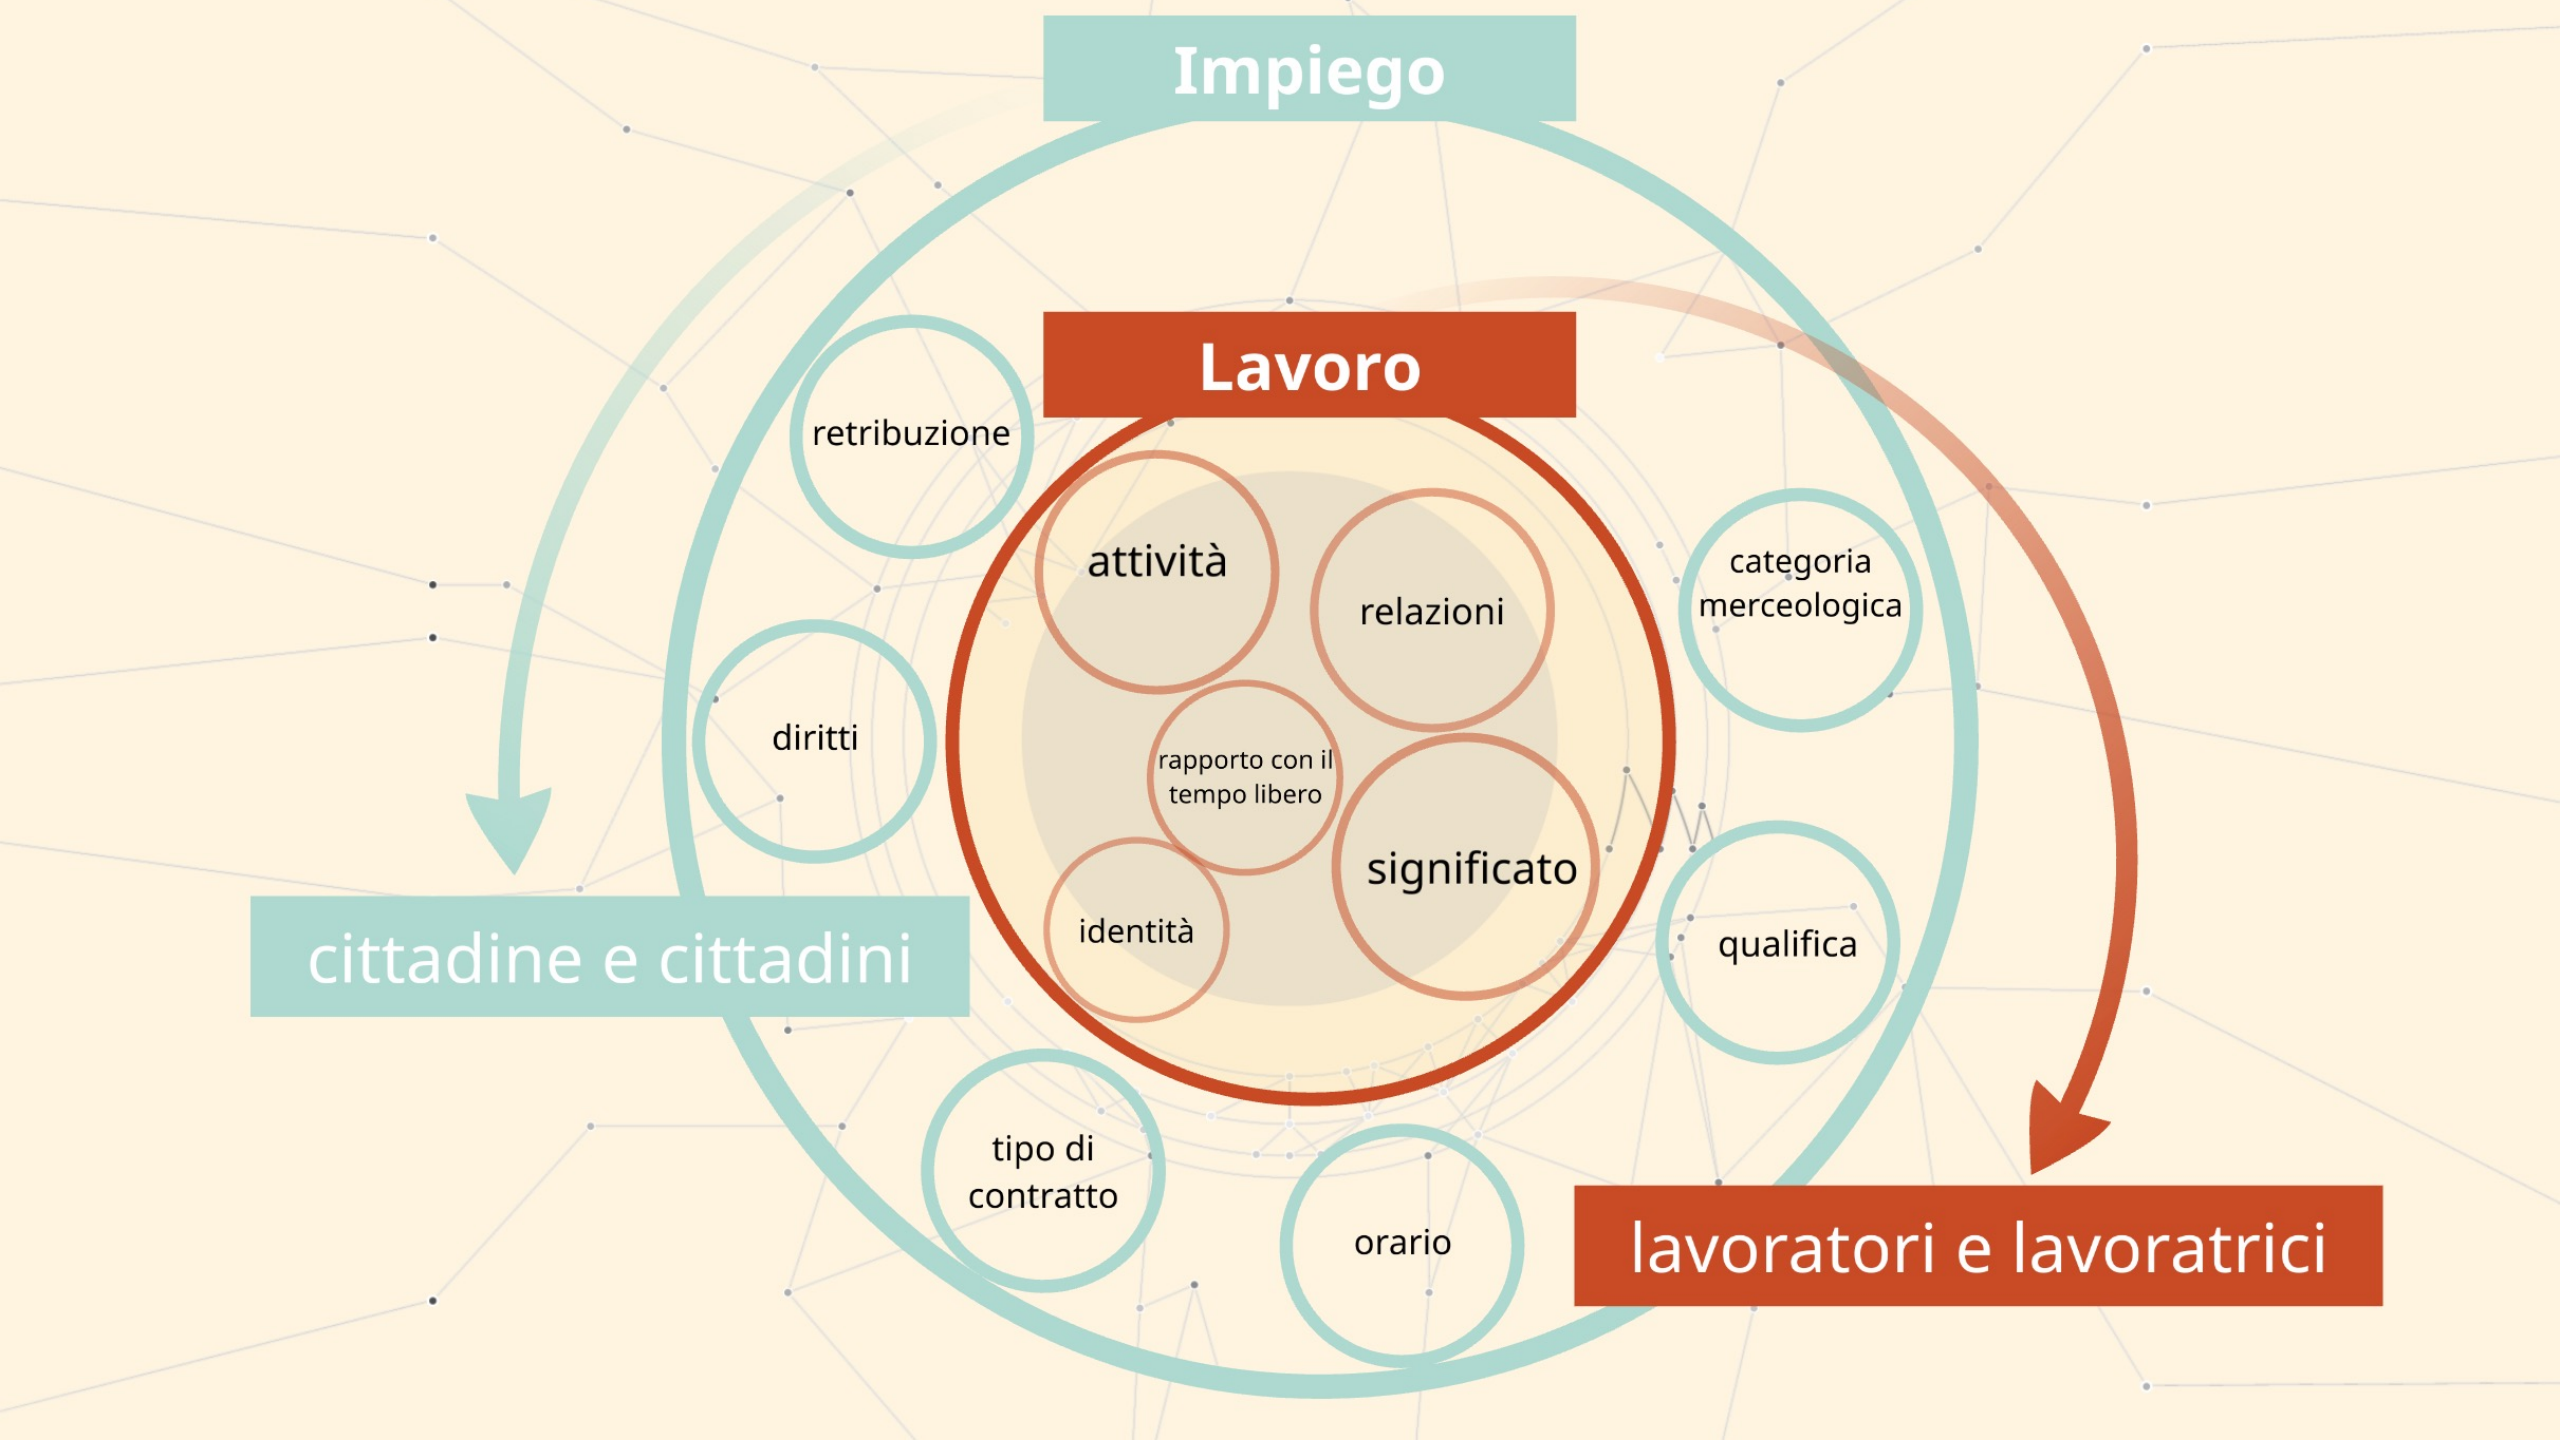 Impiego
Lavoro
retribuzione
attività
relazioni
categoria
merceologica
diritti
rapporto con il
tempo libero
significato
identità
qualifica
cittadine e cittadini
tipo di
contratto
orario
lavoratori e lavoratrici